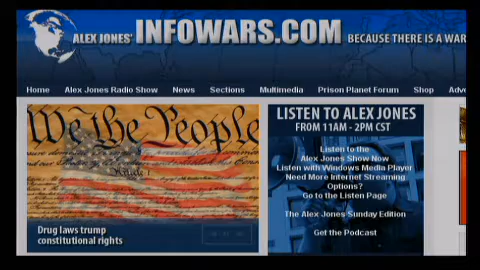 ALEX JONES' INFOWARS.COM BECAUSE THERE IS A WAR
Home Alex Jones Radio Show News Sections Multimedia Prison Planet Forum Shop Adve
We the People
Article 1
LISTEN TO ALEX JONES
FROM 11AM - 2PM CST
Listen to the
Alex Jones Show Now
Listen with Windows Media Player
Need More Internet Streaming
Options?
Go to the Listen Page
The Alex Jones Sunday Edition
Get the Podcast
Drug laws trump
constitutional rights